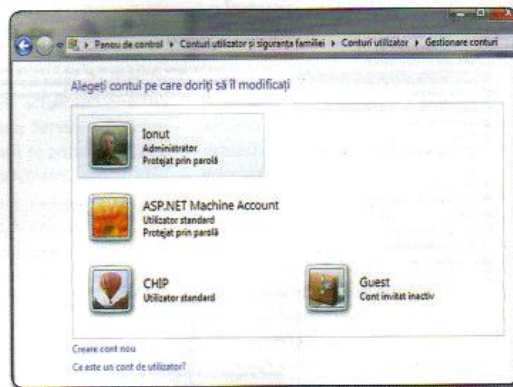 Panou de control ▸ Conturi utilizator și siguranța familiei ▸ Conturi utilizator ▸ Gestionare conturi
Alegeți contul pe care doriți să îl modificați
Ionut
Administrator
Protejat prin parolă
ASP.NET Machine Account
Utilizator standard
Protejat prin parolă
CHIP
Utilizator standard
Guest
Cont invitat inactiv
Creare cont nou
Ce este un cont de utilizator?